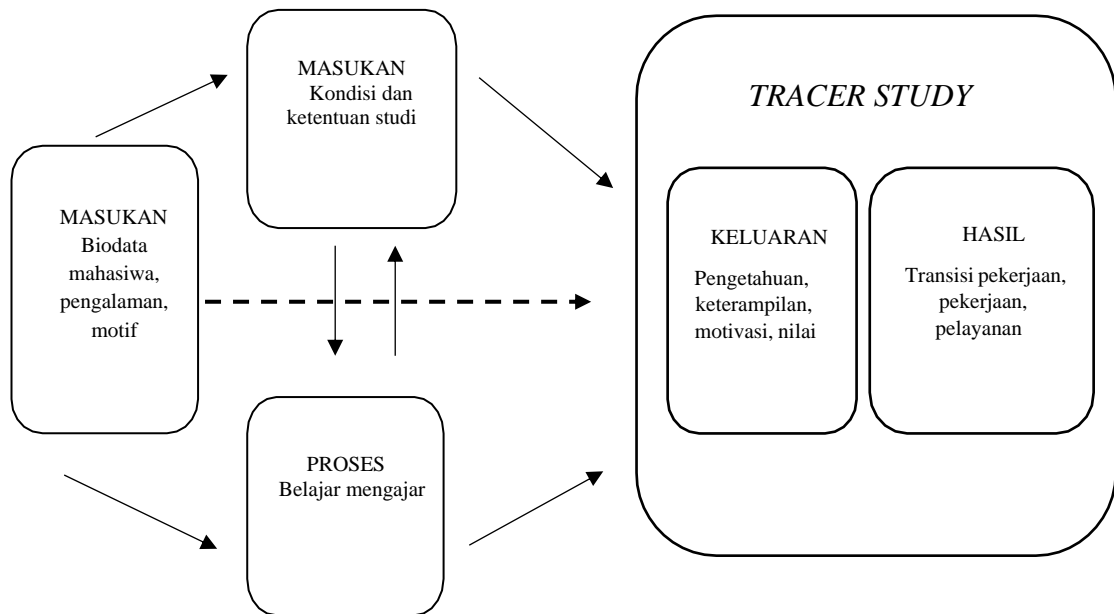 MASUKAN
Biodata
mahasiwa,
pengalaman,
motif
MASUKAN
Kondisi dan
ketentuan studi
PROSES
Belajar mengajar
TRACER STUDY
KELUARAN
Pengetahuan,
keterampilan,
motivasi, nilai
HASIL
Transisi pekerjaan,
pekerjaan,
pelayanan